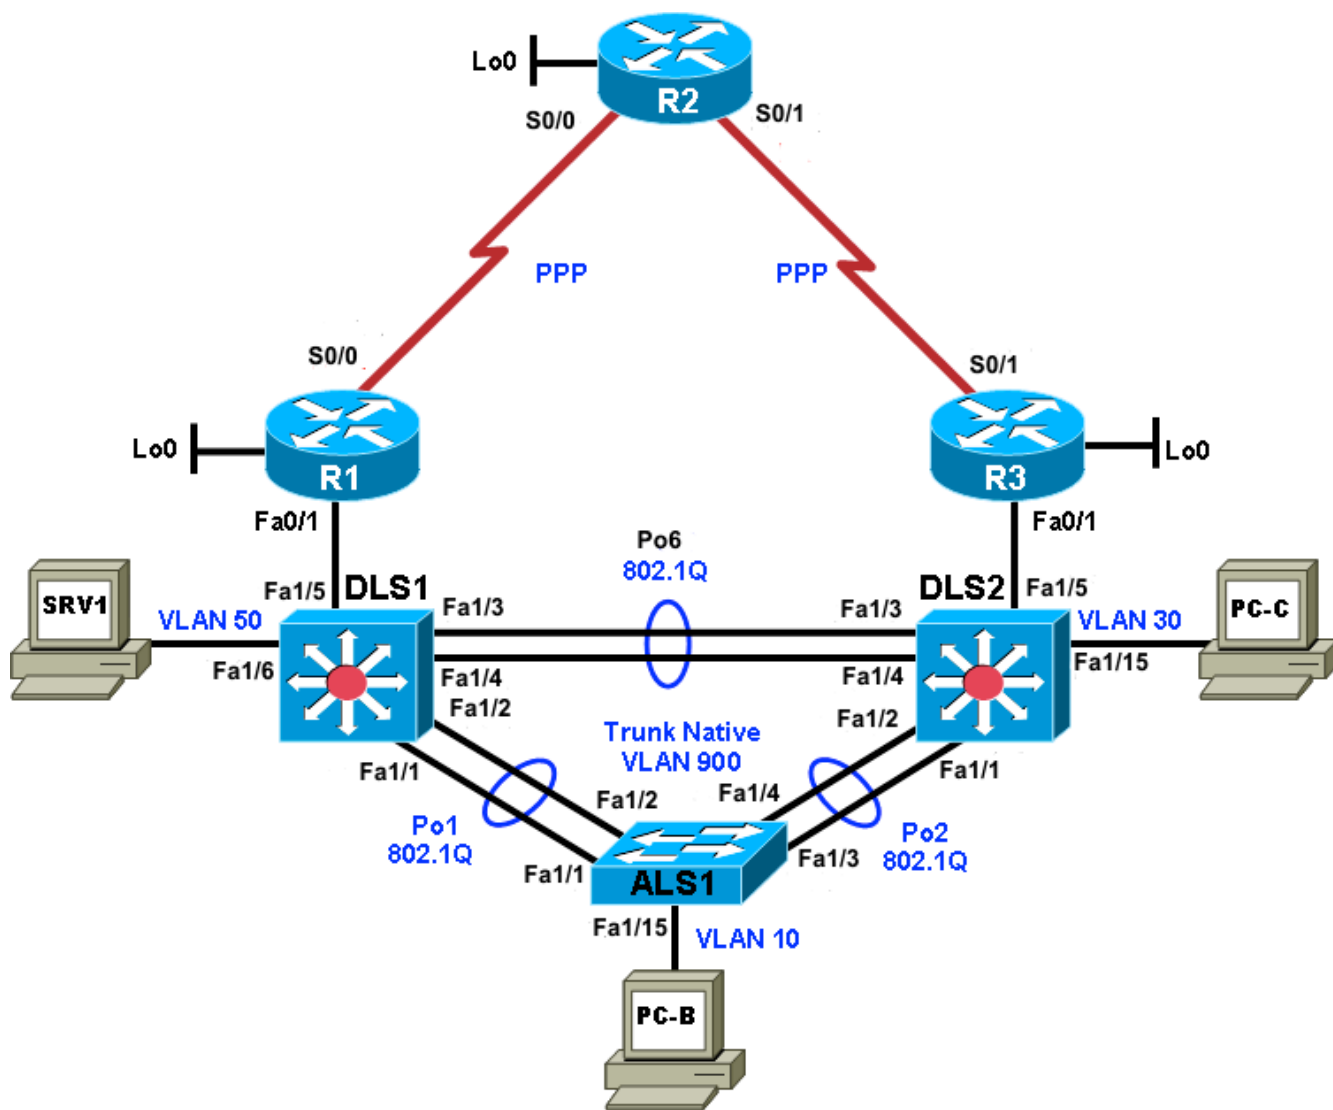 Lo0
R2
S0/0
S0/1
PPP
PPP
S0/0
S0/1
Lo0
R1
R3
Lo0
Fa0/1
Fa0/1
Po6
802.1Q
SRV1
VLAN 50
Fa1/5
DLS1
Fa1/3
Fa1/3
DLS2
Fa1/5
VLAN 30
PC-C
Fa1/6
Fa1/4
Fa1/4
Fa1/15
Fa1/2
Fa1/2
Trunk Native
VLAN 900
Fa1/1
Fa1/1
Fa1/2
Fa1/4
Po1
802.1Q
Po2
802.1Q
Fa1/1
Fa1/3
ALS1
Fa1/15
VLAN 10
PC-B